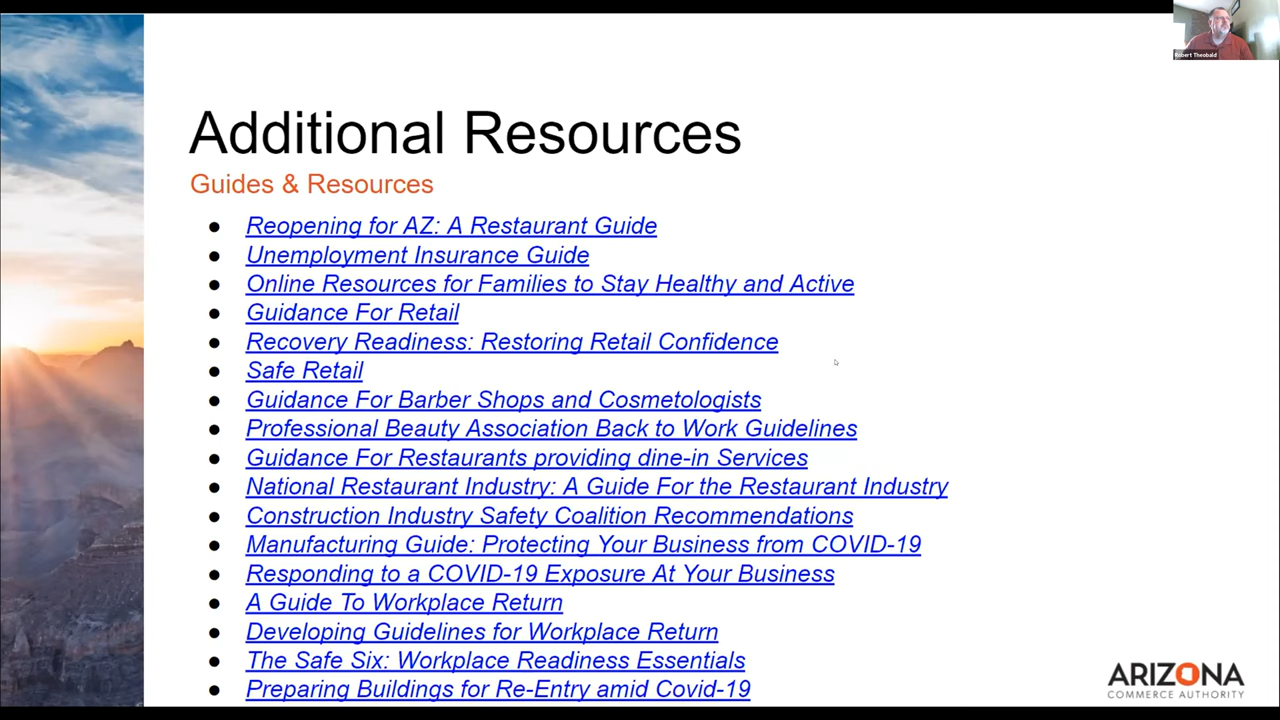 Robert Theobald
Additional Resources
Guides & Resources
● Reopening for AZ: A Restaurant Guide
● Unemployment Insurance Guide
● Online Resources for Families to Stay Healthy and Active
● Guidance For Retail
● Recovery Readiness: Restoring Retail Confidence
● Safe Retail
● Guidance For Barber Shops and Cosmetologists
● Professional Beauty Association Back to Work Guidelines
● Guidance For Restaurants providing dine-in Services
● National Restaurant Industry: A Guide For the Restaurant Industry
● Construction Industry Safety Coalition Recommendations
● Manufacturing Guide: Protecting Your Business from COVID-19
● Responding to a COVID-19 Exposure At Your Business
● A Guide To Workplace Return
● Developing Guidelines for Workplace Return
● The Safe Six: Workplace Readiness Essentials
● Preparing Buildings for Re-Entry amid Covid-19
ARIZONA
COMMERCE AUTHORITY